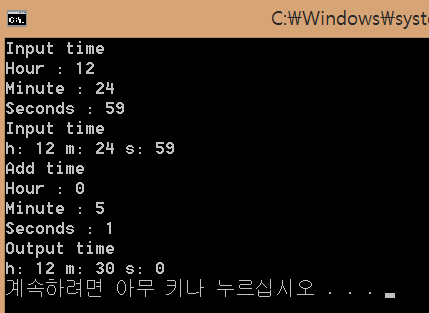 C:₩Windows₩syste
Input time
Hour : 12
Minute : 24
Seconds : 59
Input time
h: 12 m: 24 s: 59
Add time
Hour : 0
Minute : 5
Seconds : 1
Output time
h: 12 m: 30 s: 0
계속하려면 아무 키나 누르십시오 . . .